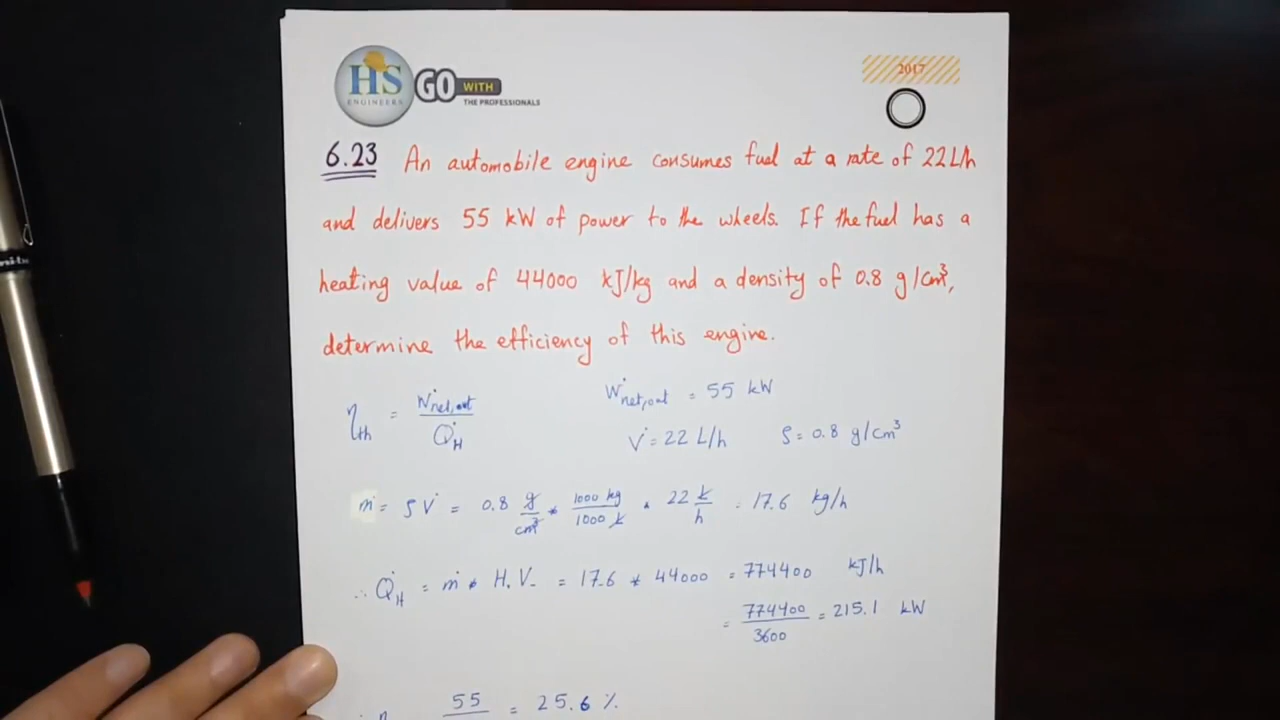 HS
ENGINEERS
GO WITH
THE PROFESSIONALS
2017
6.23 An automobile engine consumes fuel at a rate of 22L/h
and delivers 55 kW of power to the wheels. If the fuel has a
heating value of 44000 kJ/kg and a density of 0.8 g/cm³,
determine the efficiency of this engine.
η_th = Ẇnet,out / Q̇_H
Ẇnet,out = 55 kW
V̇ = 22 L/h ρ = 0.8 g/cm³
ṁ = ρV̇ = 0.8 g/cm³ * 1000 kg/1000 L * 22 L/h = 17.6 kg/h
∴ Q̇_H = ṁ * H.V. = 17.6 * 44000 = 774400 kJ/h
= 774400/3600 = 215.1 kW
55 = 25.6 %